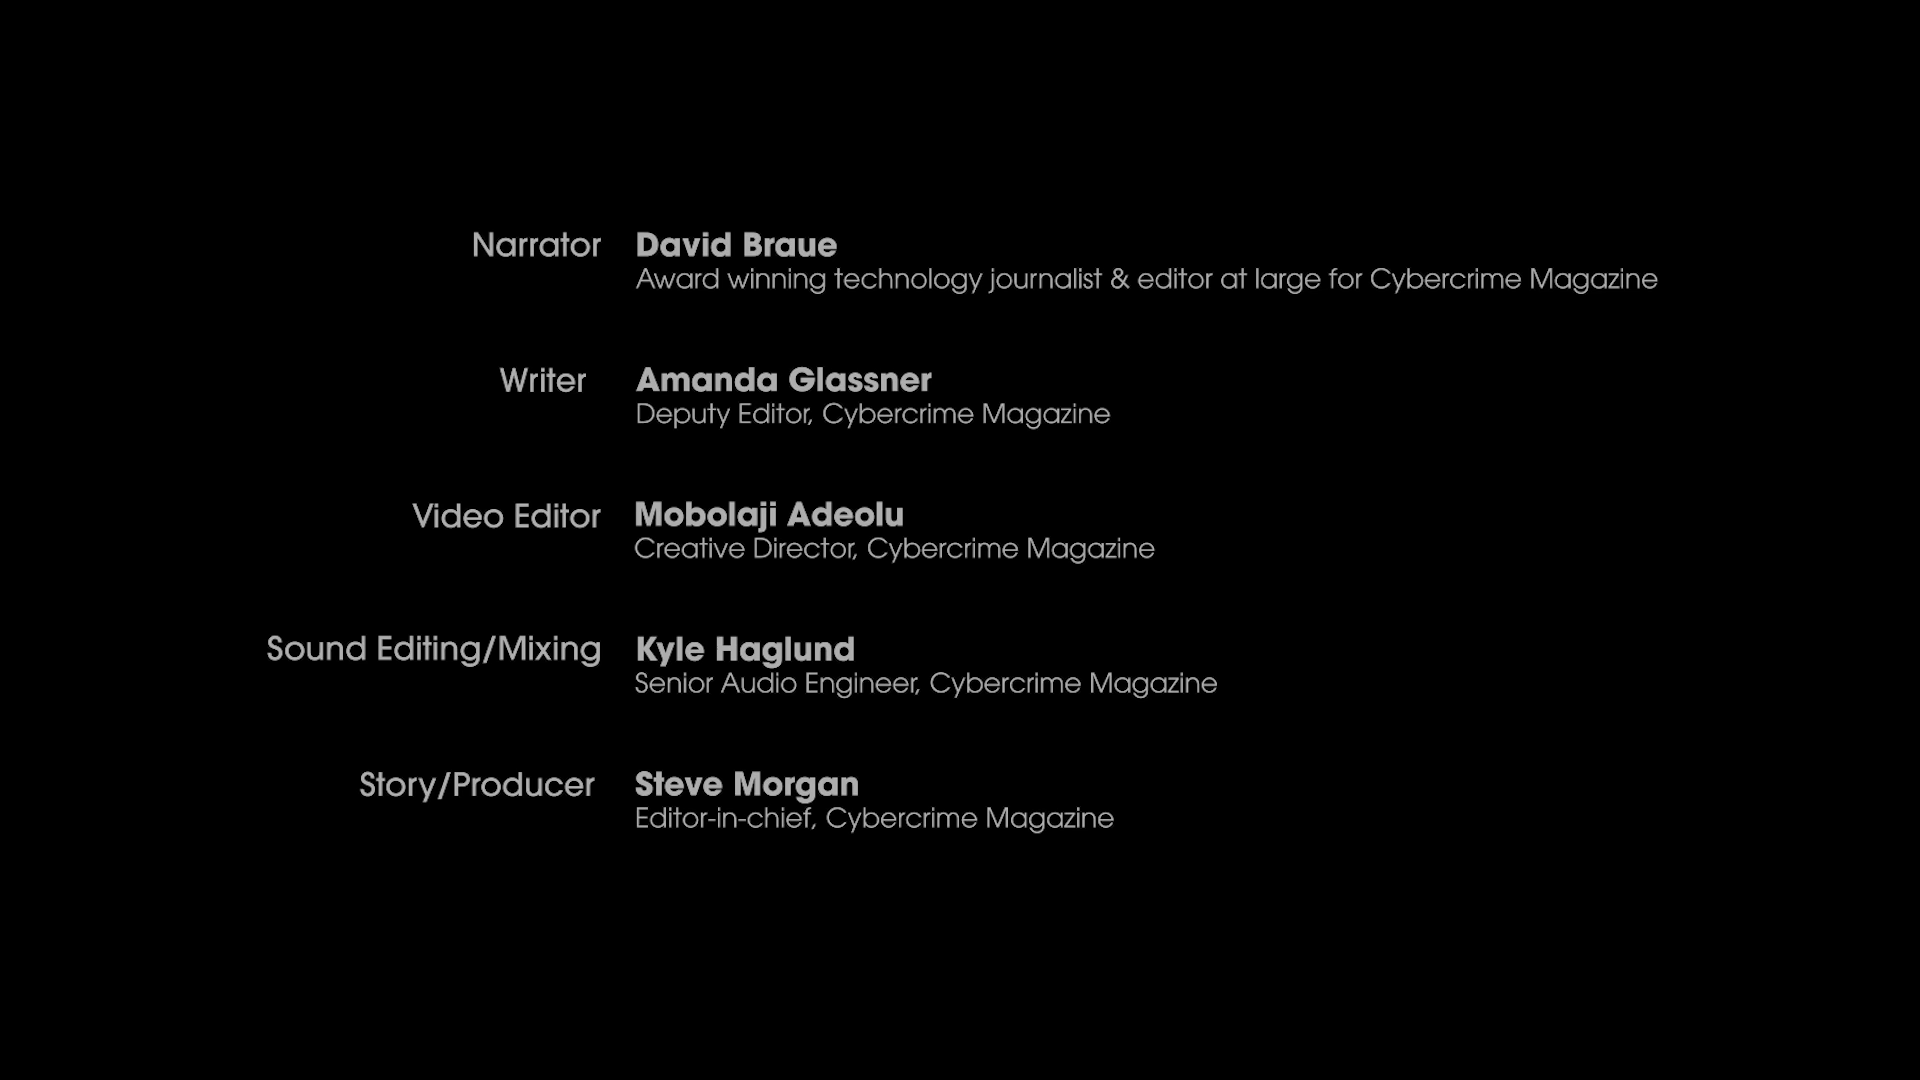 Narrator David Braue
Award winning technology journalist & editor at large for Cybercrime Magazine
Writer Amanda Glassner
Deputy Editor, Cybercrime Magazine
Video Editor Mobolaji Adeolu
Creative Director, Cybercrime Magazine
Sound Editing/Mixing Kyle Haglund
Senior Audio Engineer, Cybercrime Magazine
Story/Producer Steve Morgan
Editor-in-chief, Cybercrime Magazine